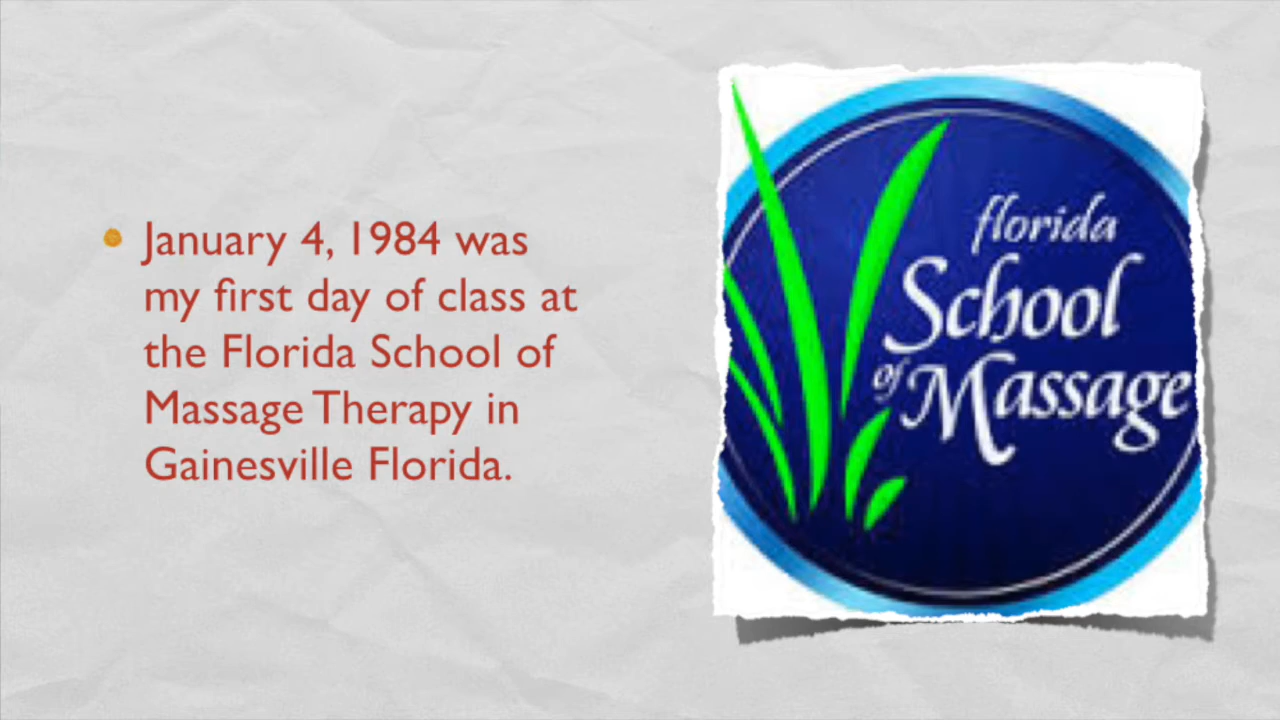 January 4, 1984 was
my first day of class at
the Florida School of
Massage Therapy in
Gainesville Florida.
florida
School
of Massage